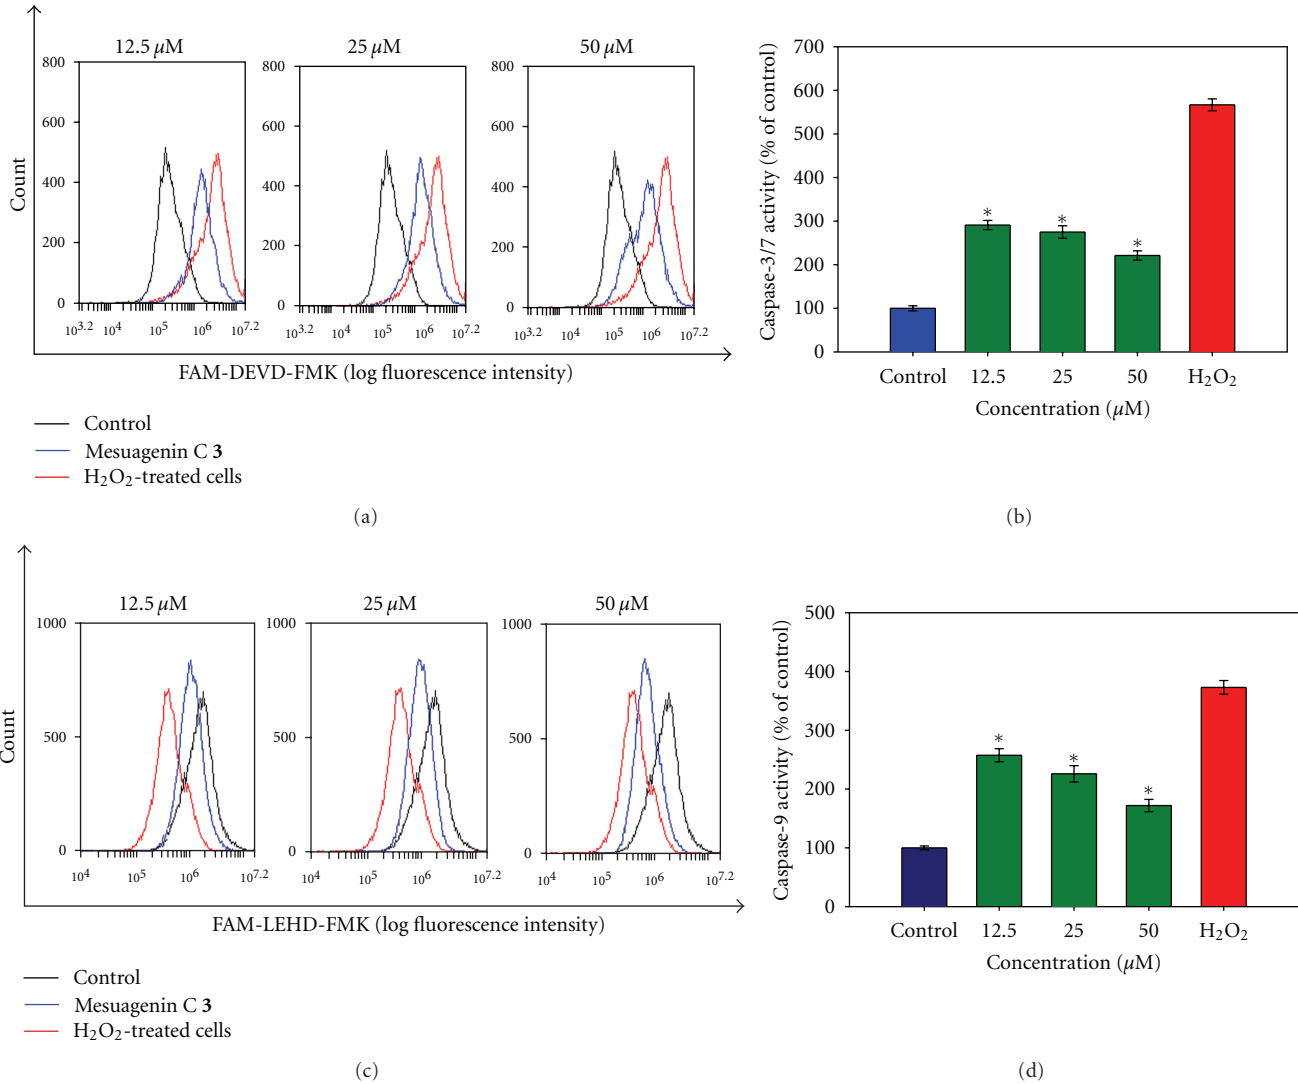 12.5 µM
25 µM
50 µM
Count
800
600
400
200
0
10^3.2 10^4 10^5 10^6 10^7.2
800
600
400
200
0
10^3.2 10^4 10^5 10^6 10^7.2
800
600
400
200
0
10^3.2 10^4 10^5 10^6 10^7.2
FAM-DEVD-FMK (log fluorescence intensity)
Control
Mesuagenin C 3
H₂O₂-treated cells
(a)
Caspase-3/7 activity (% of control)
700
600
500
400
300
200
100
0
* * *
Control 12.5 25 50 H₂O₂
Concentration (µM)
(b)
12.5 µM
25 µM
50 µM
Count
1000
500
0
10^4 10^5 10^6 10^7.2
1000
500
0
10^4 10^5 10^6 10^7.2
1000
500
0
10^4 10^5 10^6 10^7.2
FAM-LEHD-FMK (log fluorescence intensity)
Control
Mesuagenin C 3
H₂O₂-treated cells
(c)
Caspase-9 activity (% of control)
500
400
300
200
100
0
* * *
Control 12.5 25 50 H₂O₂
Concentration (µM)
(d)